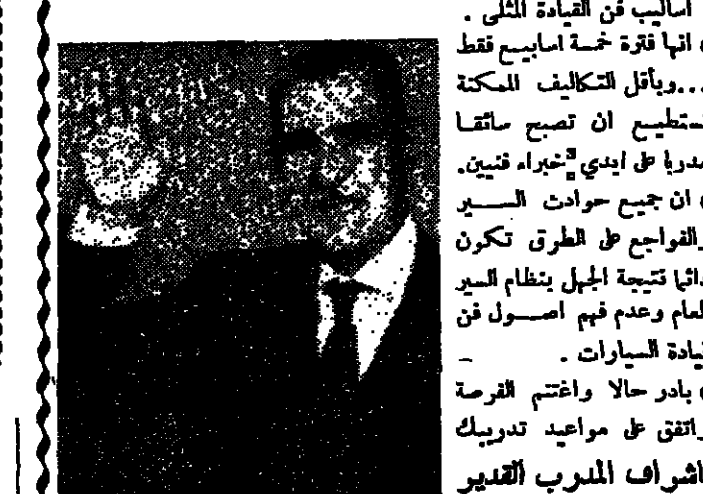 اساليب فن القيادة المثلى .
انها فترة خمسة اسابيع فقط
...وبأقل التكاليف الممكنة
تستطيع ان تصبح سائقا
مدربا على ايدي خبراء فنيين.
ان جميع حوادت السير
والفواجع على الطرق تكون
دائما نتيجة الجهل بنظام السير
العام وعدم فهم اصول فن
قيادة السيارات .
بادر حالا واغتنم الفرصة
واتفق على مواعيد تدريبك
باشراف المدرب القدير